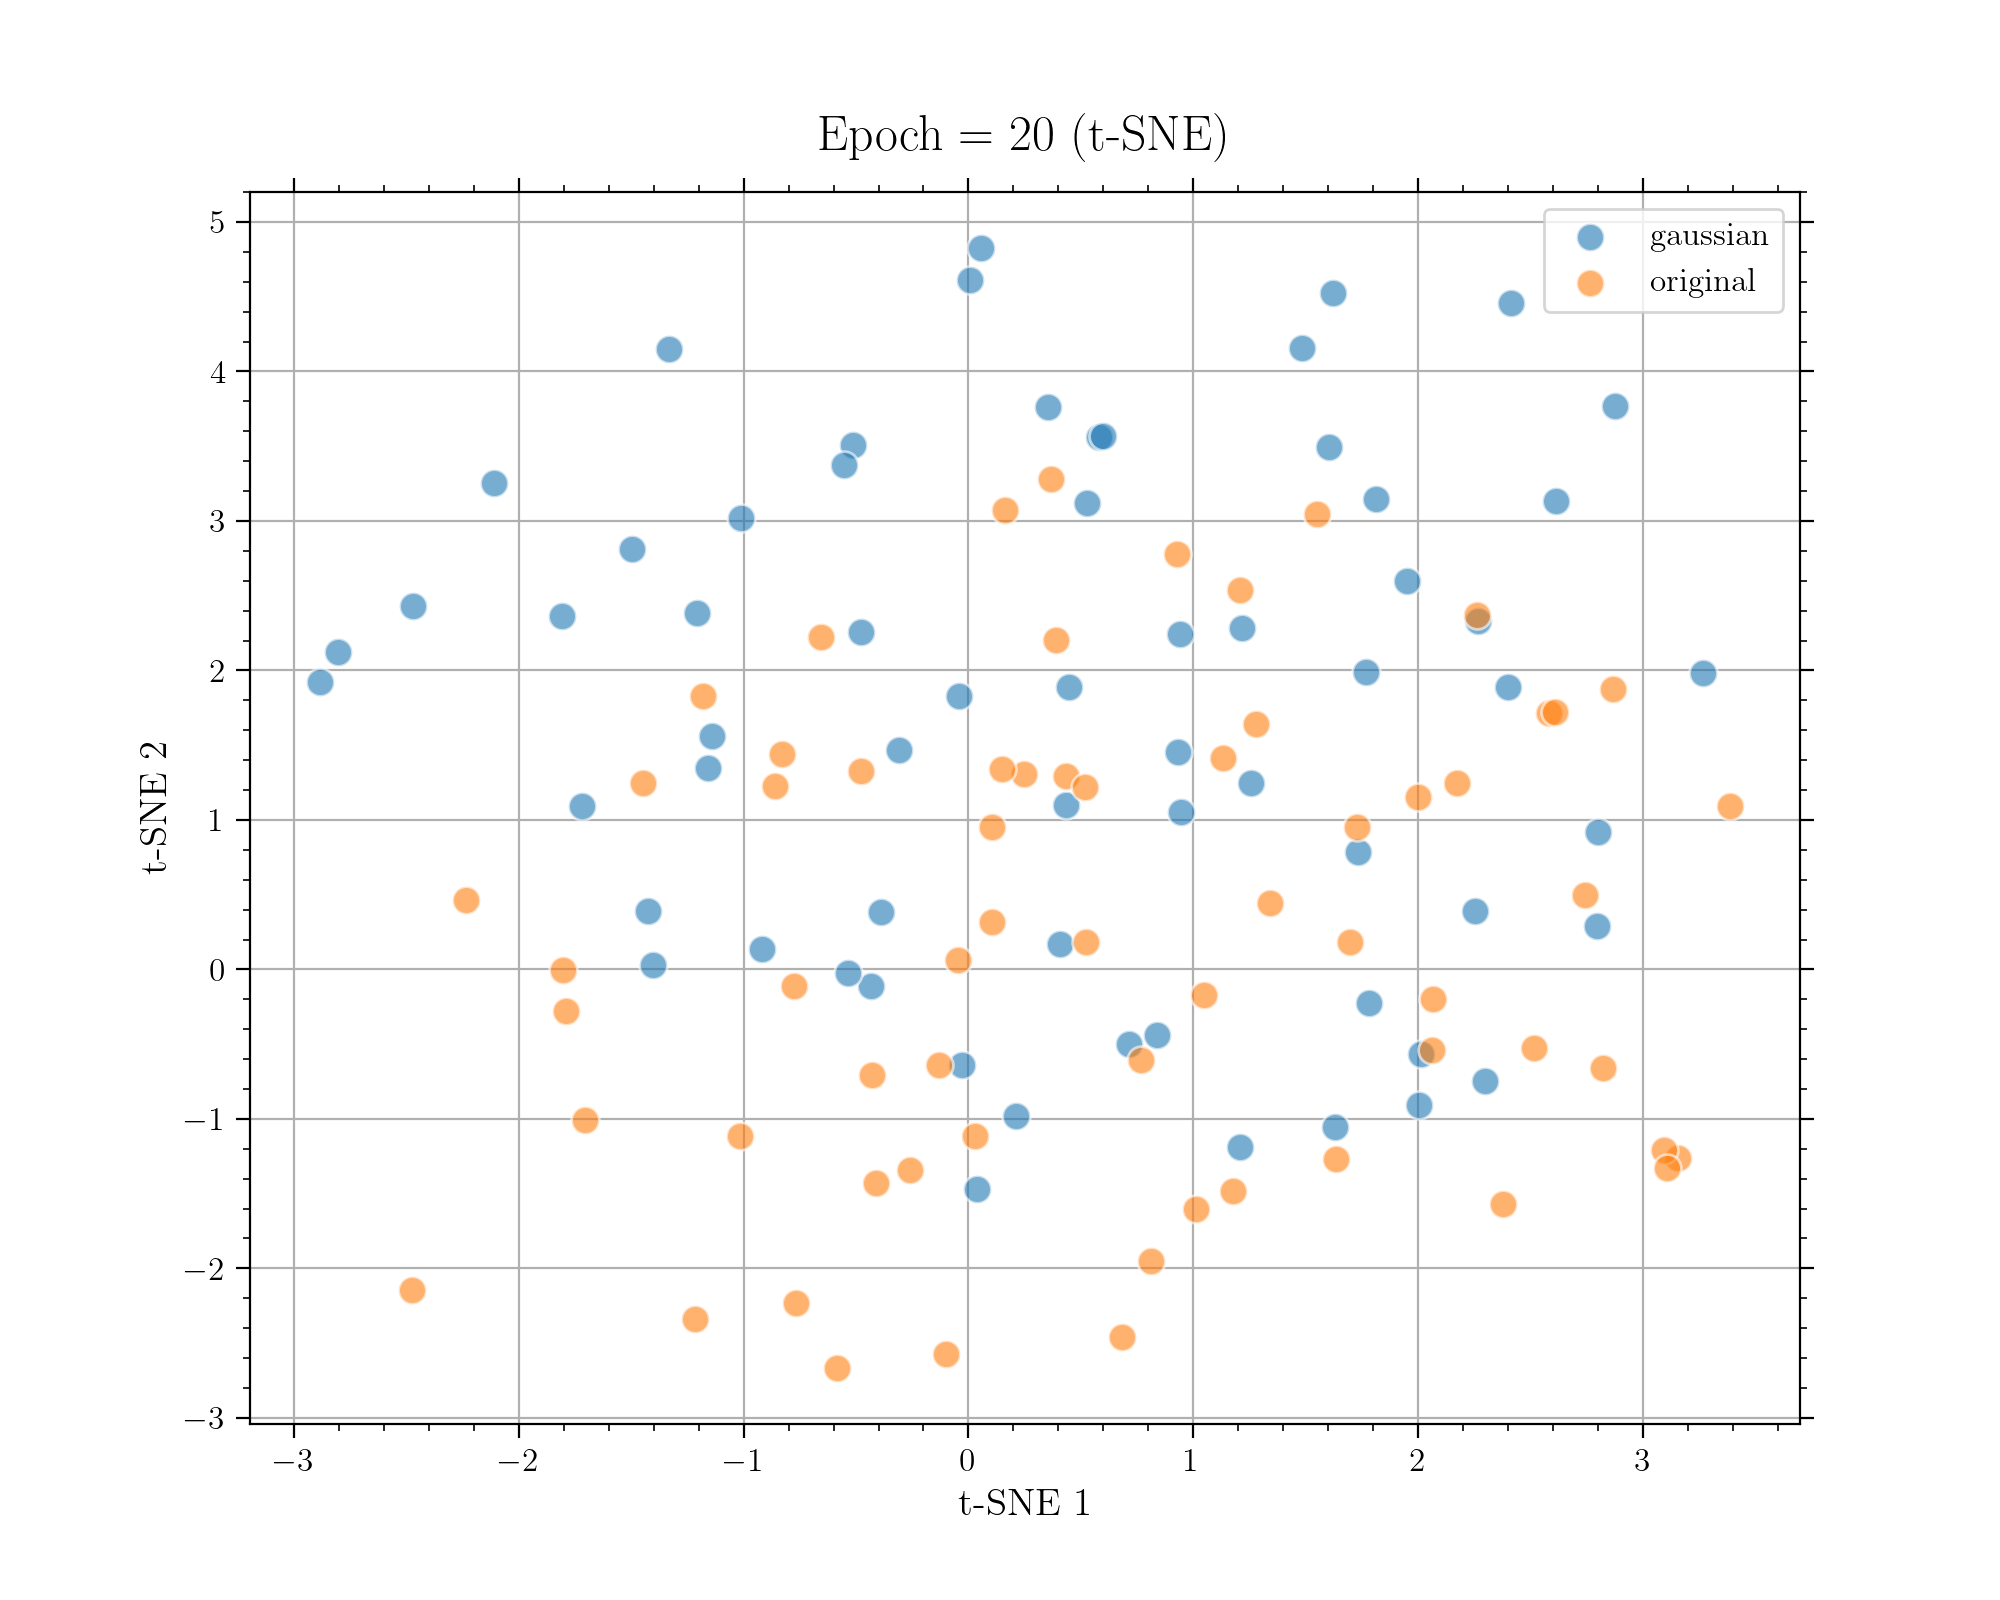 Epoch = 20 (t-SNE)
gaussian
original
5
4
3
2
1
0
−1
−2
−3
t-SNE 2
−3 −2 −1 0 1 2 3
t-SNE 1